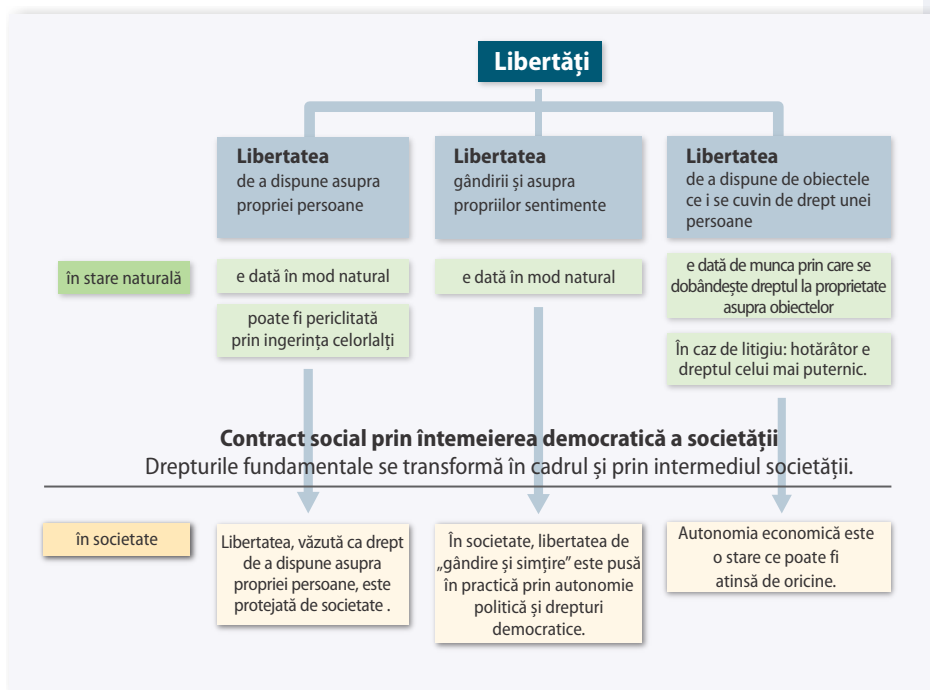 Libertăți
Libertatea
de a dispune asupra
propriei persoane
Libertatea
gândirii și asupra
propriilor sentimente
Libertatea
de a dispune de obiectele
ce i se cuvin de drept unei
persoane
în stare naturală
e dată în mod natural
poate fi periclitată
prin ingerința celorlalți
e dată în mod natural
e dată de munca prin care se
dobândește dreptul la proprietate
asupra obiectelor
În caz de litigiu: hotărâtor e
dreptul celui mai puternic.
Contract social prin întemeierea democratică a societății
Drepturile fundamentale se transformă în cadrul și prin intermediul societății.
în societate
Libertatea, văzută ca drept
de a dispune asupra
propriei persoane, este
protejată de societate .
În societate, libertatea de
„gândire și simțire” este pusă
în practică prin autonomie
politică și drepturi
democratice.
Autonomia economică este
o stare ce poate fi
atinsă de oricine.